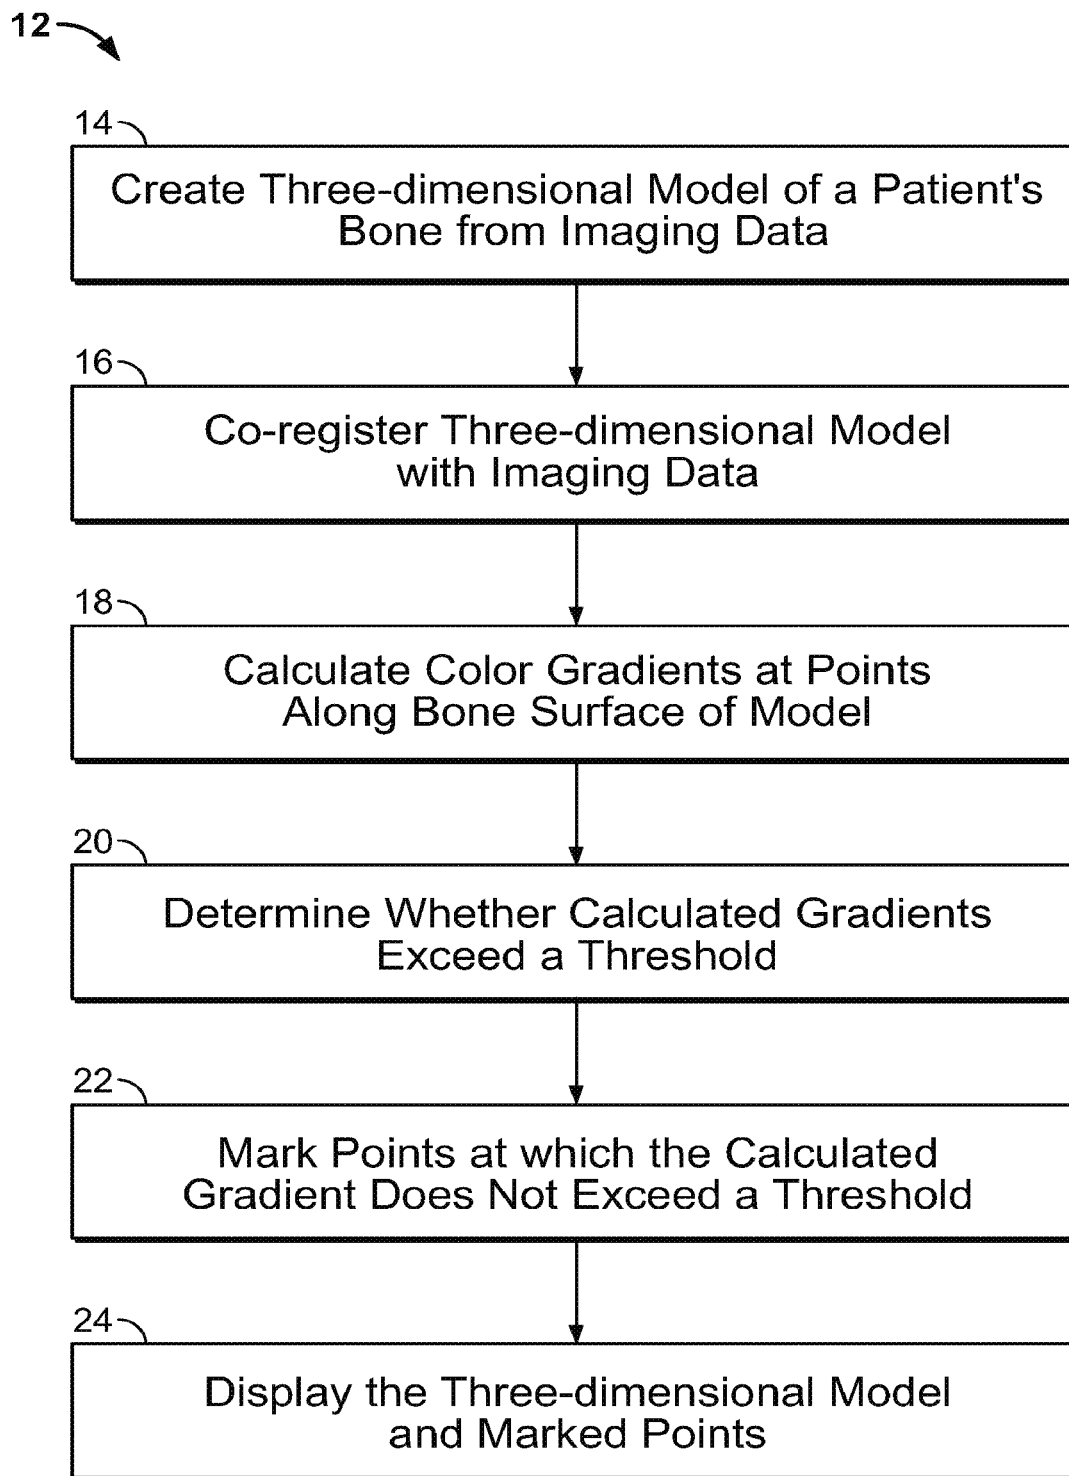 12
14
Create Three-dimensional Model of a Patient's
Bone from Imaging Data
16
Co-register Three-dimensional Model
with Imaging Data
18
Calculate Color Gradients at Points
Along Bone Surface of Model
20
Determine Whether Calculated Gradients
Exceed a Threshold
22
Mark Points at which the Calculated
Gradient Does Not Exceed a Threshold
24
Display the Three-dimensional Model
and Marked Points